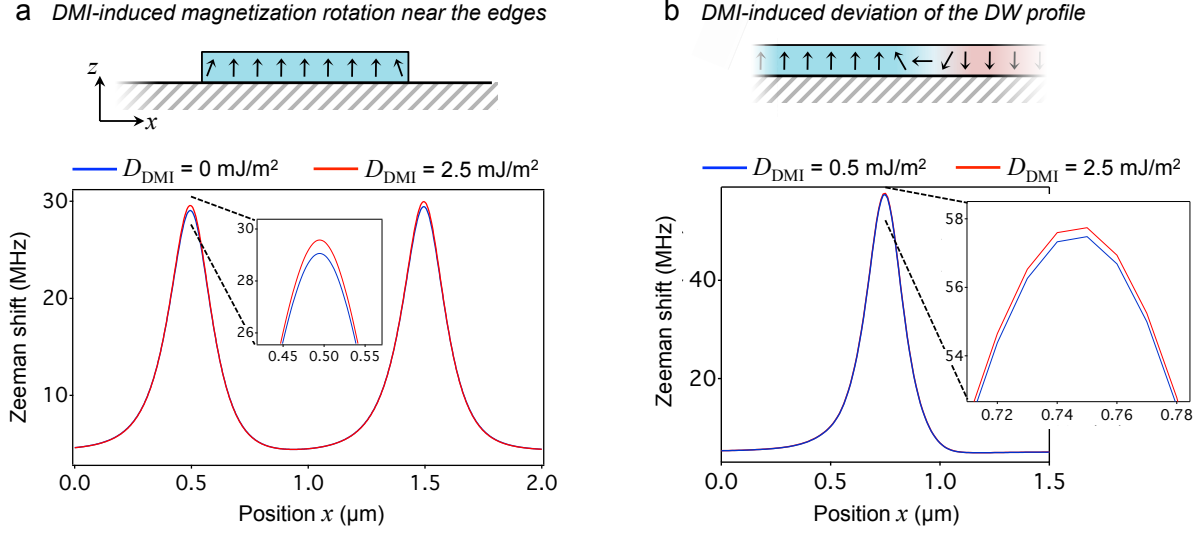 a DMI-induced magnetization rotation near the edges
z
x
D_DMI = 0 mJ/m² D_DMI = 2.5 mJ/m²
Zeeman shift (MHz)
30
20
10
0.0 0.5 1.0 1.5 2.0
Position x (µm)
30
28
26
0.45 0.50 0.55
b DMI-induced deviation of the DW profile
D_DMI = 0.5 mJ/m² D_DMI = 2.5 mJ/m²
Zeeman shift (MHz)
40
20
0.0 0.5 1.0 1.5
Position x (µm)
58
56
54
0.72 0.74 0.76 0.78